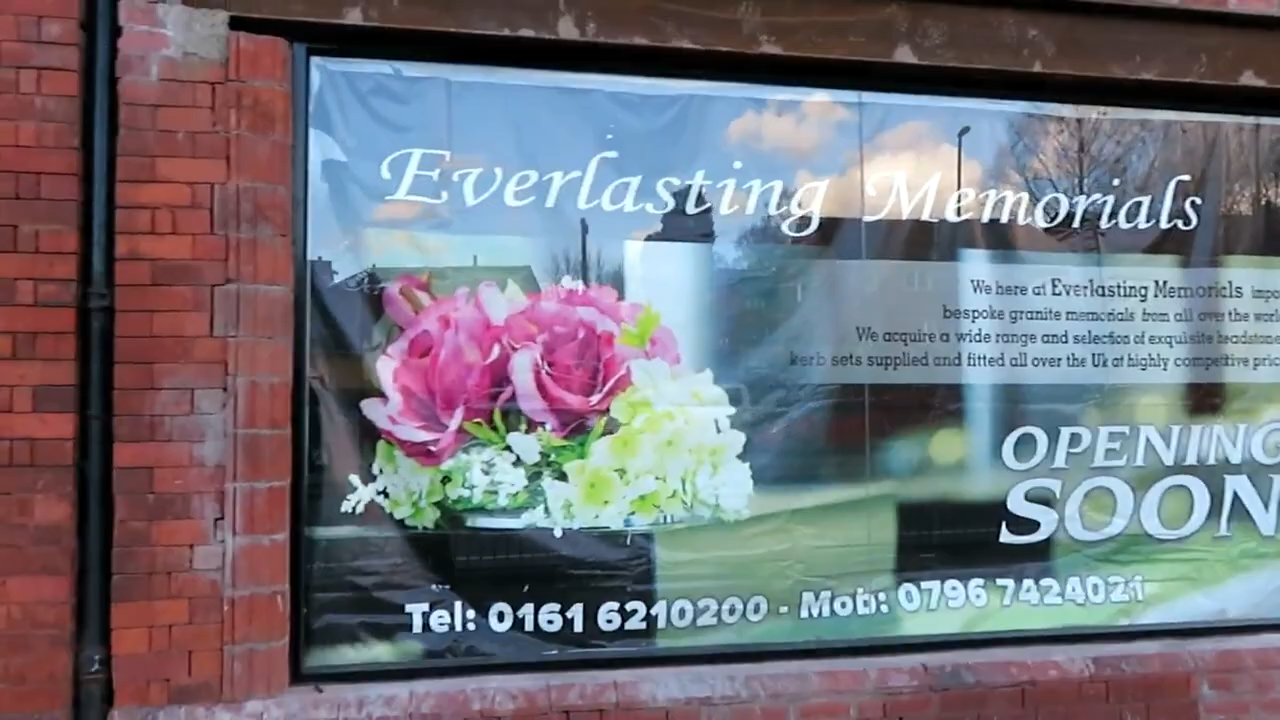 Everlasting Memorials
We here at Everlasting Memorials
bespoke granite memorials from all over the
We acquire a wide range and selection of exquisite
kerb sets supplied and fitted all over the Uk at highly competitive
OPENING
SOON
Tel: 0161 6210200 - Mob: 0796 7424021